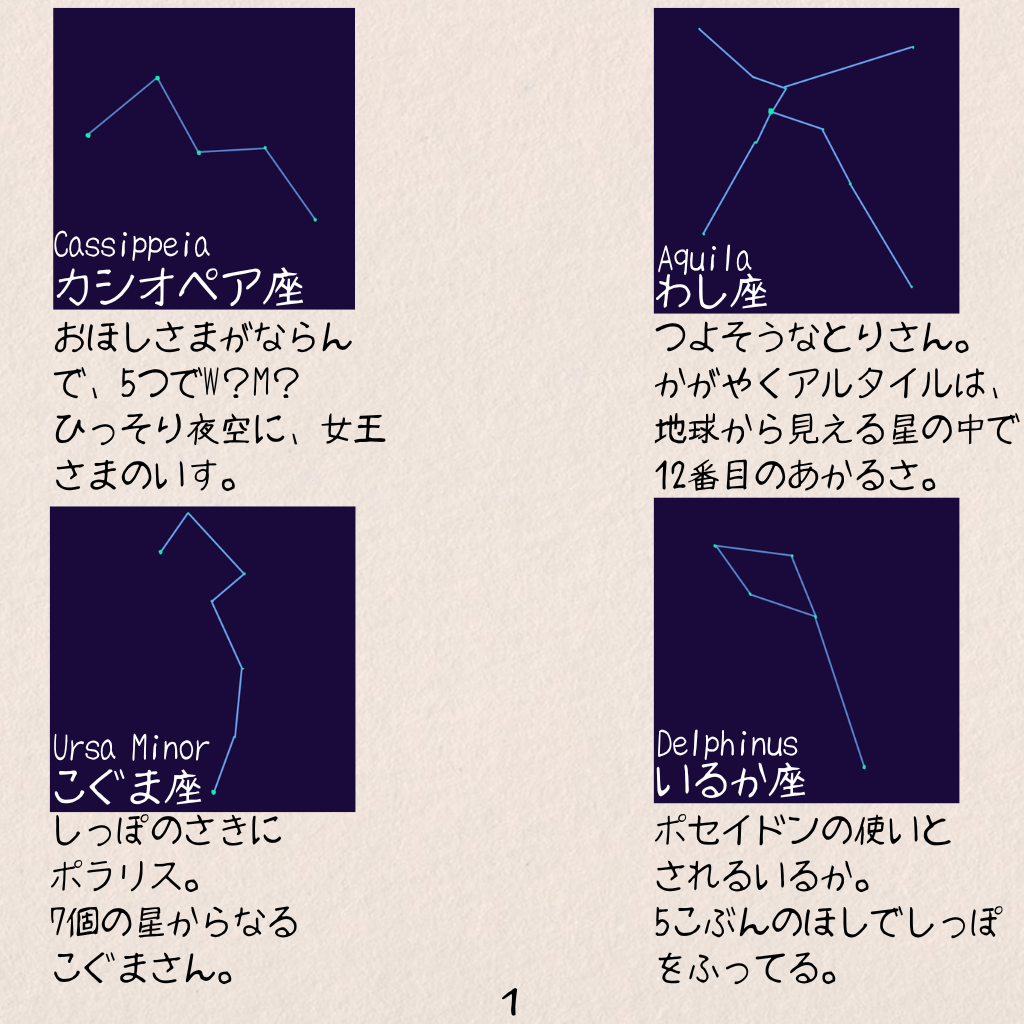 Cassippeia
カシオペア座
おほしさまがならん
で、5つでW?M?
ひっそり夜空に、女王
さまのいす。
Aquila
わし座
つよそうなとりさん。
かがやくアルタイルは、
地球から見える星の中で
12番目のあかるさ。
Ursa Minor
こぐま座
しっぽのさきに
ポラリス。
7個の星からなる
こぐまさん。
Delphinus
いるか座
ポセイドンの使いと
されるいるか。
5こぶんのほしでしっぽ
をふってる。
1